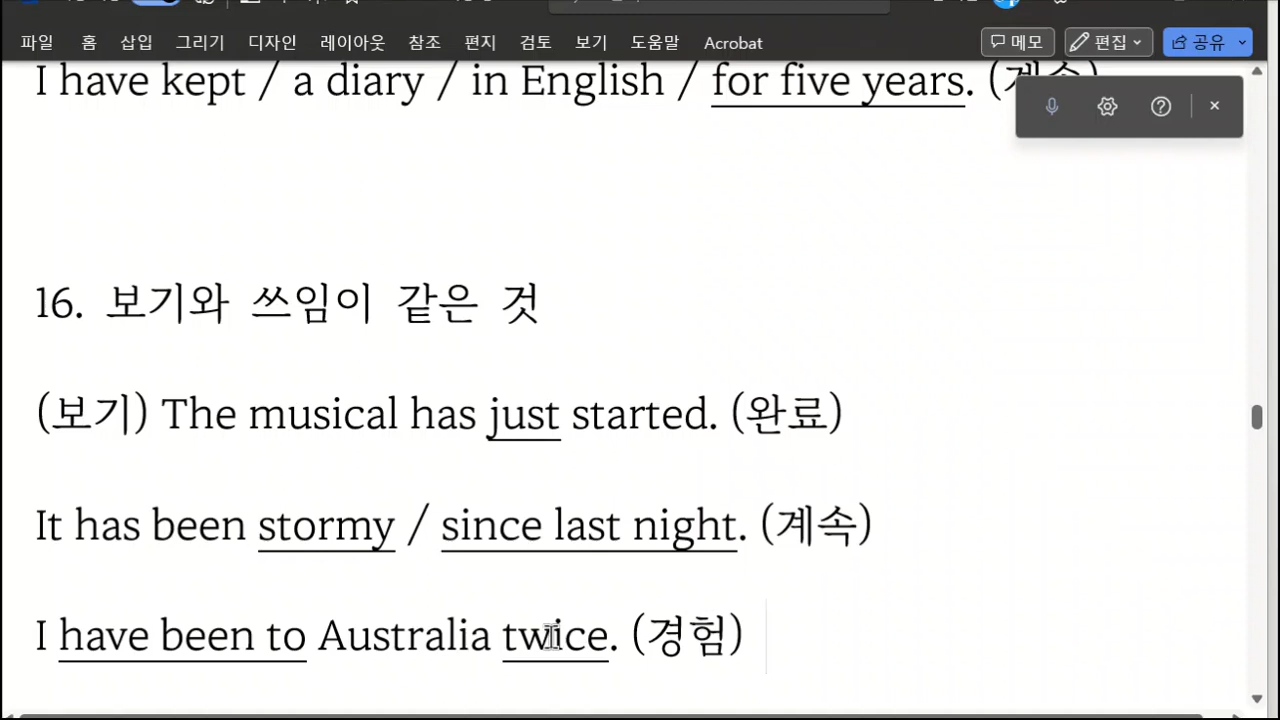 파일 홈 삽입 그리기 디자인 레이아웃 참조 편지 검토 보기 도움말 Acrobat 메모 편집 공유
I have kept / a diary / in English / for five years. (계속)
16. 보기와 쓰임이 같은 것
(보기) The musical has just started. (완료)
It has been stormy / since last night. (계속)
I have been to Australia twice. (경험)